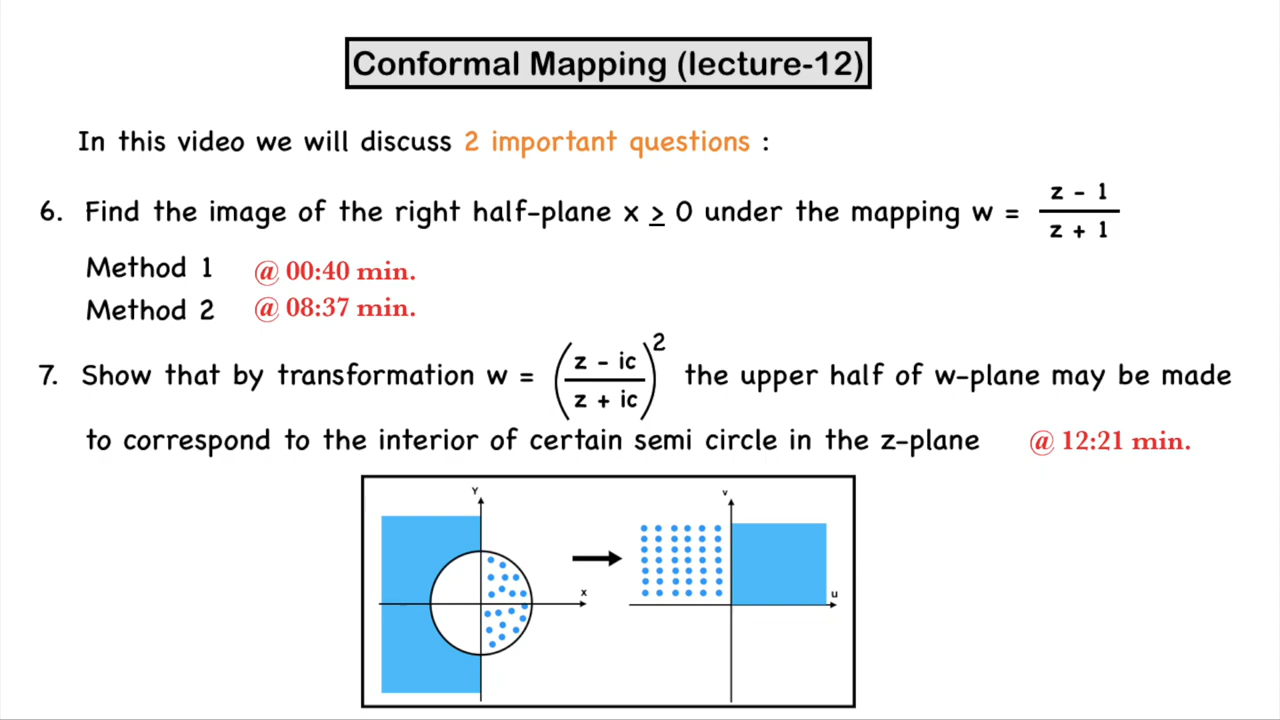 Conformal Mapping (lecture-12)
In this video we will discuss 2 important questions :
6. Find the image of the right half-plane x ≥ 0 under the mapping w = (z - 1)/(z + 1)
Method 1 @ 00:40 min.
Method 2 @ 08:37 min.
7. Show that by transformation w = ((z - ic)/(z + ic))² the upper half of w-plane may be made
to correspond to the interior of certain semi circle in the z-plane @ 12:21 min.
Y
v
x
u